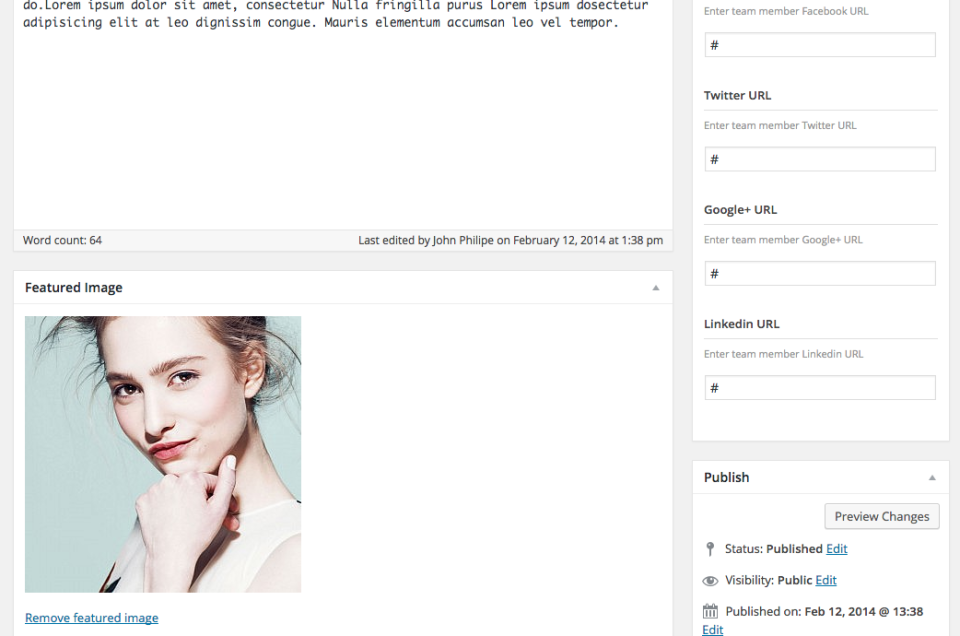 do.Lorem ipsum dolor sit amet, consectetur Nulla fringilla purus Lorem ipsum dosectetur
adipisicing elit at leo dignissim congue. Mauris elementum accumsan leo vel tempor.
Word count: 64
Last edited by John Philipe on February 12, 2014 at 1:38 pm
Featured Image
Remove featured image
Enter team member Facebook URL
#
Twitter URL
Enter team member Twitter URL
#
Google+ URL
Enter team member Google+ URL
#
Linkedin URL
Enter team member Linkedin URL
#
Publish
Preview Changes
Status: Published Edit
Visibility: Public Edit
Published on: Feb 12, 2014 @ 13:38
Edit